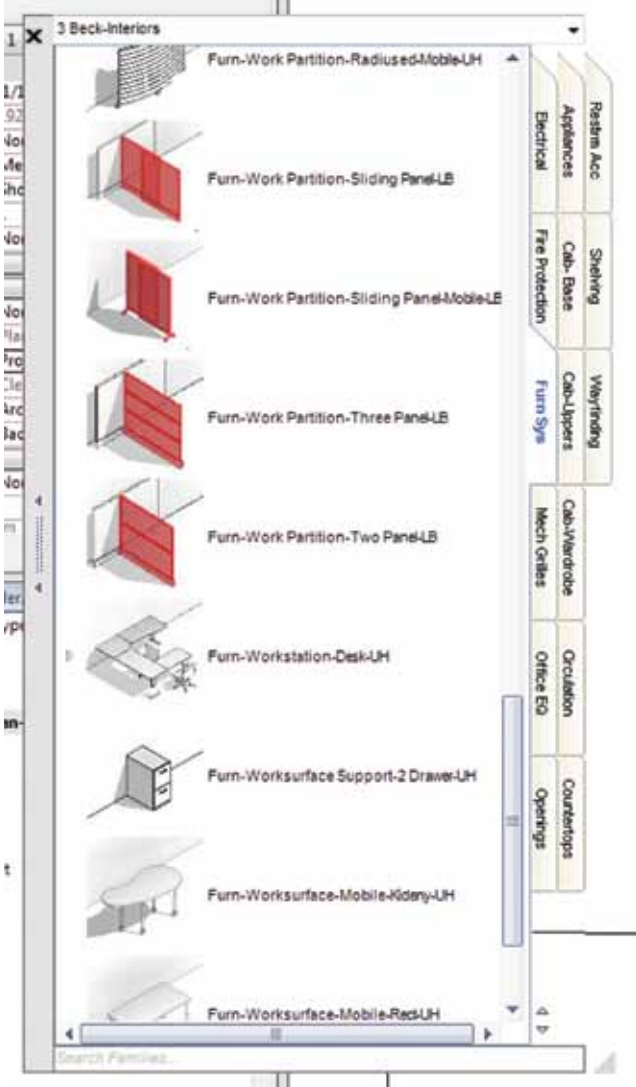 3 Beck-Interiors
Furn-Work Partition-Radiused-Mobile-UH
Furn-Work Partition-Sliding Panel-LB
Furn-Work Partition-Sliding Panel-Mobile-LB
Furn-Work Partition-Three Panel-LB
Furn-Work Partition-Two Panel-LB
Furn-Workstation-Desk-UH
Furn-Worksurface Support-2 Drawer-UH
Furn-Worksurface-Mobile-Kideny-UH
Furn-Worksurface-Mobile-Rect-UH
Search Families...
Electrical
Fire Protection
Furn Sys
Mech Grilles
Office EQ
Openings
Appliances
Cab- Base
Cab-Uppers
Cab-Wardrobe
Circulation
Countertops
Restrm Acc
Shelving
Wayfinding